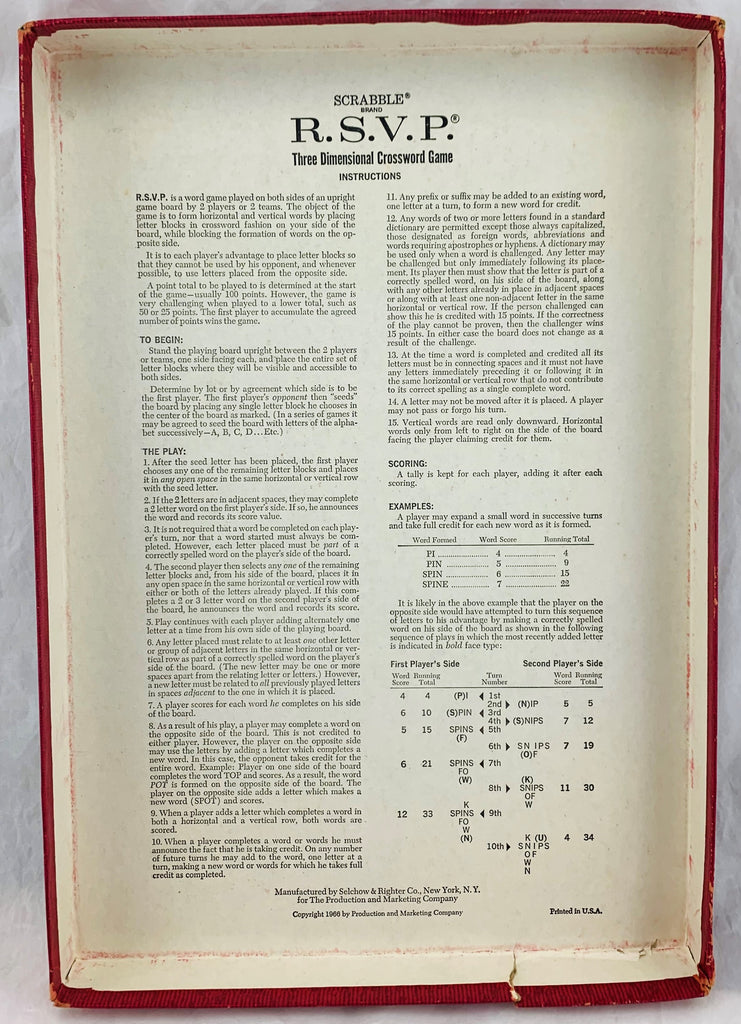 SCRABBLE®
BRAND
R.S.V.P.®
Three Dimensional Crossword Game
INSTRUCTIONS
R.S.V.P. is a word game played on both sides of an upright
game board by 2 players or 2 teams. The object of the
game is to form horizontal and vertical words by placing
letter blocks in crossword fashion on your side of the
board, while blocking the formation of words on the op-
posite side.
It is to each player's advantage to place letter blocks so
that they cannot be used by his opponent, and whenever
possible, to use letters placed from the opposite side.
A point total to be played to is determined at the start
of the game—usually 100 points. However, the game is
very challenging when played to a lower total, such as
50 or 25 points. The first player to accumulate the agreed
number of points wins the game.
TO BEGIN:
Stand the playing board upright between the 2 players
or teams, one side facing each, and place the entire set of
letter blocks where they will be visible and accessible to
both sides.
Determine by lot or by agreement which side is to be
the first player. The first player's opponent then "seeds"
the board by placing any single letter block he chooses in
the center of the board as marked. (In a series of games it
may be agreed to seed the board with letters of the alpha-
bet successively—A, B, C, D...Etc.)
THE PLAY:
1. After the seed letter has been placed, the first player
chooses any one of the remaining letter blocks and places
it in any open space in the same horizontal or vertical row
with the seed letter.
2. If the 2 letters are in adjacent spaces, they may complete
a 2 letter word on the first player's side. If so, he announces
the word and records its score value.
3. It is not required that a word be completed on each play-
er's turn, nor that a word started must always be com-
pleted. However, each letter placed must be part of a
correctly spelled word on the player's side of the board.
4. The second player then selects any one of the remaining
letter blocks and, from his side of the board, places it in
any open space in the same horizontal or vertical row with
either or both of the letters already played. If this com-
pletes a 2 or 3 letter word on the second player's side of
the board, he announces the word and records its score.
5. Play continues with each player adding alternately one
letter at a time from his own side of the playing board.
6. Any letter placed must relate to at least one other letter
or group of adjacent letters in the same horizontal or ver-
tical row as part of a correctly spelled word on the player's
side of the board. (The new letter may be one or more
spaces apart from the relating letter or letters.) However,
a new letter must be related to all previously played letters
in spaces adjacent to the one in which it is placed.
7. A player scores for each word he completes on his side
of the board.
8. As a result of his play, a player may complete a word on
the opposite side of the board. This is not credited to
either player. However, the player on the opposite side
may use the letters by adding a letter which completes a
new word. In this case, the opponent takes credit for the
entire word. Example: Player on one side of the board
completes the word TOP and scores. As a result, the word
POT is formed on the opposite side of the board. The
player on the opposite side adds a letter which makes a
new word (SPOT) and scores.
9. When a player adds a letter which completes a word in
both a horizontal and a vertical row, both words are
scored.
10. When a player completes a word or words he must
announce the fact that he is taking credit. On any number
of future turns he may add to the word, one letter at a
turn, making a new word or words for which he takes full
credit as completed.
11. Any prefix or suffix may be added to an existing word,
one letter at a turn, to form a new word for credit.
12. Any words of two or more letters found in a standard
dictionary are permitted except those always capitalized,
those designated as foreign words, abbreviations and
words requiring apostrophes or hyphens. A dictionary may
be used only when a word is challenged. Any letter may
be challenged but only immediately following its place-
ment. Its player then must show that the letter is part of a
correctly spelled word, on his side of the board, along
with any other letters already in place in adjacent spaces
or along with at least one non-adjacent letter in the same
horizontal or vertical row. If the person challenged can
show this he is credited with 15 points. If the correctness
of the play cannot be proven, then the challenger wins
15 points. In either case the board does not change as a
result of the challenge.
13. At the time a word is completed and credited all its
letters must be in connecting spaces and it must not have
any letters immediately preceding it or following it in
the same horizontal or vertical row that do not contribute
to its correct spelling as a single complete word.
14. A letter may not be moved after it is placed. A player
may not pass or forgo his turn.
15. Vertical words are read only downward. Horizontal
words only from left to right on the side of the board
facing the player claiming credit for them.
SCORING:
A tally is kept for each player, adding it after each
scoring.
EXAMPLES:
A player may expand a small word in successive turns
and take full credit for each new word as it is formed.
Word Formed Word Score Running Total
PI 4 4
PIN 5 9
SPIN 6 15
SPINE 7 22
It is likely in the above example that the player on the
opposite side would have attempted to turn this sequence
of letters to his advantage by making a correctly spelled
word on his side of the board as shown in the following
sequence of plays in which the most recently added letter
is indicated in bold face type:
First Player's Side Second Player's Side
Word Running Turn Word Running
Score Total Number Score Total
4 4 (P)I ◀ 1st
2nd ▶ (N)IP 5 5
6 10 (S)PIN ◀ 3rd
4th ▶ (S)NIPS 7 12
5 15 SPINS ◀ 5th
(F)
6th ▶ SNIPS 7 19
(O)F
6 21 SPINS ◀ 7th
FO
(W) (K)
8th ▶ SNIPS 11 30
OF
K W
12 33 SPINS ◀ 9th
FO
W
(N) K (U) 4 34
10th ▶ SNIPS
OF
W
N
Manufactured by Selchow & Righter Co., New York, N.Y.
for The Production and Marketing Company
Copyright 1966 by Production and Marketing Company
Printed in U.S.A.